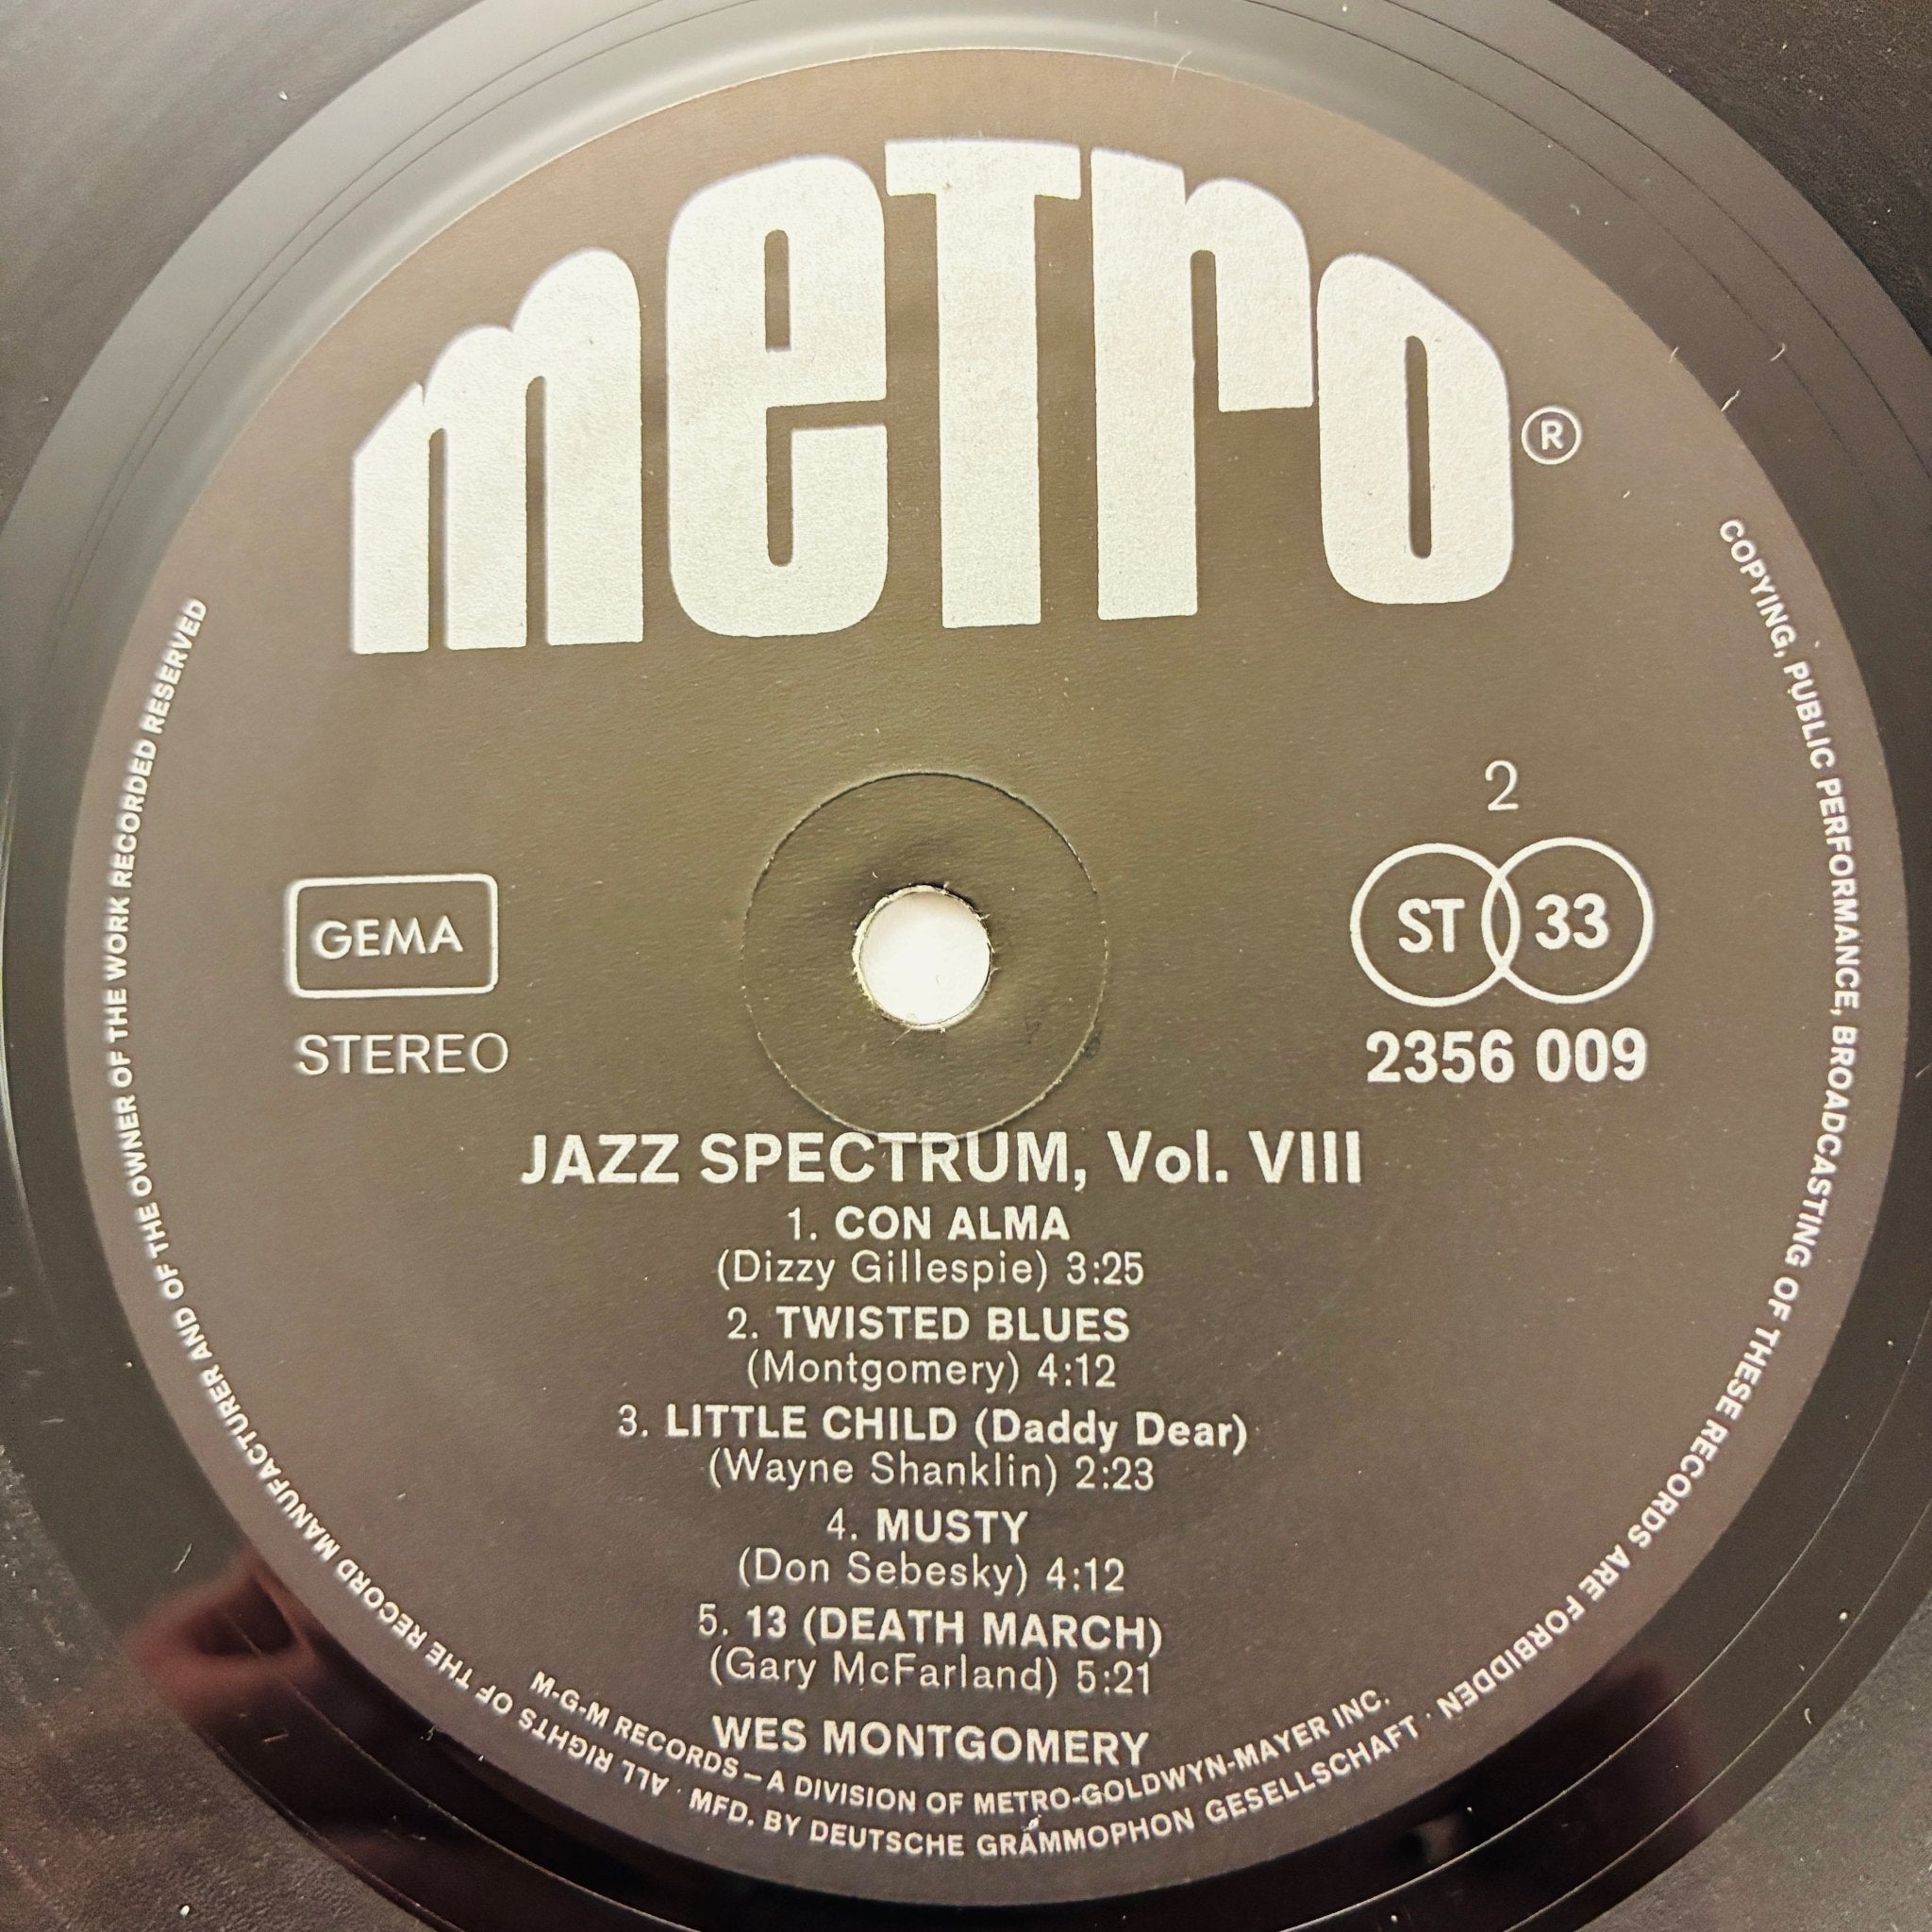 meTro
®
2
GEMA
ST 33
STEREO
2356 009
JAZZ SPECTRUM, Vol. VIII
1. CON ALMA
(Dizzy Gillespie) 3:25
2. TWISTED BLUES
(Montgomery) 4:12
3. LITTLE CHILD (Daddy Dear)
(Wayne Shanklin) 2:23
4. MUSTY
(Don Sebesky) 4:12
5. 13 (DEATH MARCH)
(Gary McFarland) 5:21
WES MONTGOMERY
M-G-M RECORDS – A DIVISION OF METRO-GOLDWYN-MAYER INC.
MFD. BY DEUTSCHE GRAMMOPHON GESELLSCHAFT · ALL RIGHTS OF THE RECORD MANUFACTURER AND OF THE OWNER OF THE WORK RECORDED RESERVED
COPYING, PUBLIC PERFORMANCE, BROADCASTING OF THESE RECORDS ARE FORBIDDEN ·